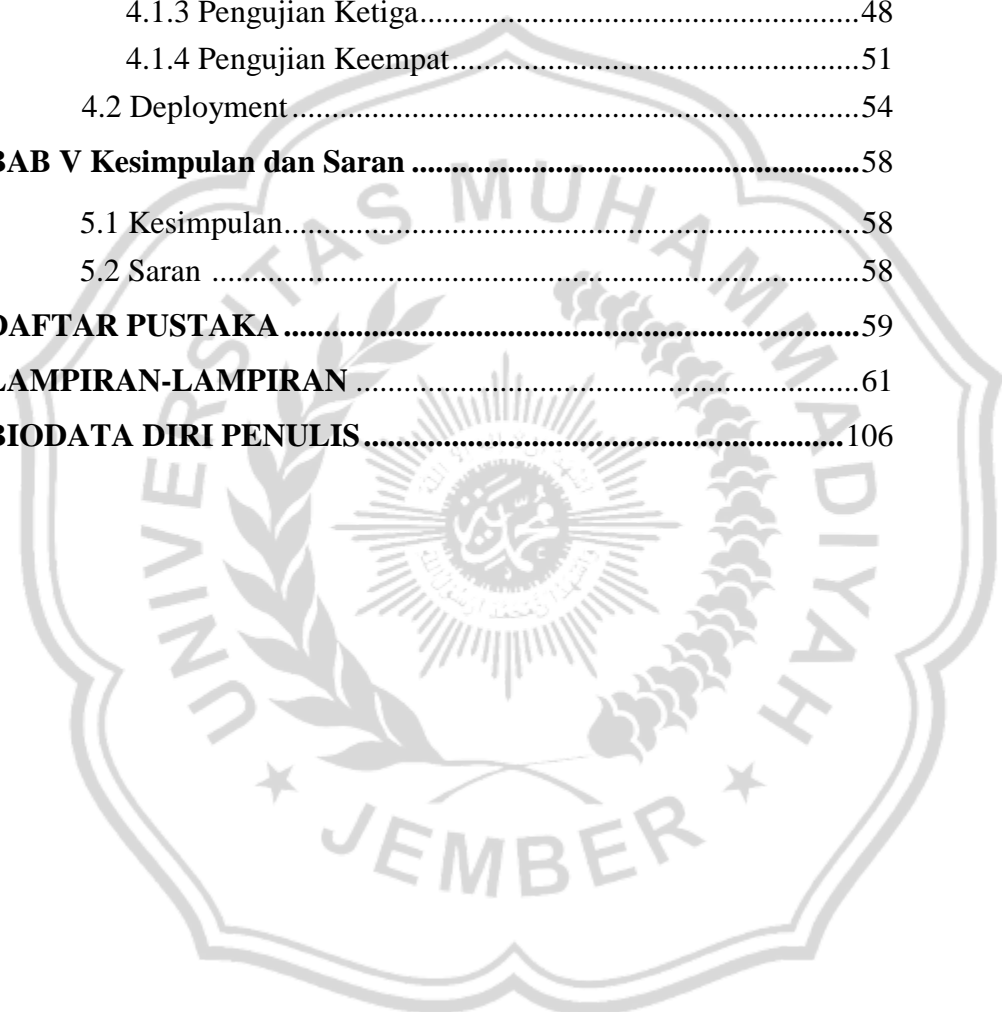 4.1.3 Pengujian Ketiga.......................................................48
4.1.4 Pengujian Keempat...................................................51
4.2 Deployment.......................................................................54
BAB V Kesimpulan dan Saran ........................................................58
5.1 Kesimpulan........................................................................58
5.2 Saran .................................................................................58
DAFTAR PUSTAKA........................................................................59
LAMPIRAN-LAMPIRAN...............................................................61
BIODATA DIRI PENULIS............................................................106
UNIVERSITAS MUHAMMADIYAH
JEMBER